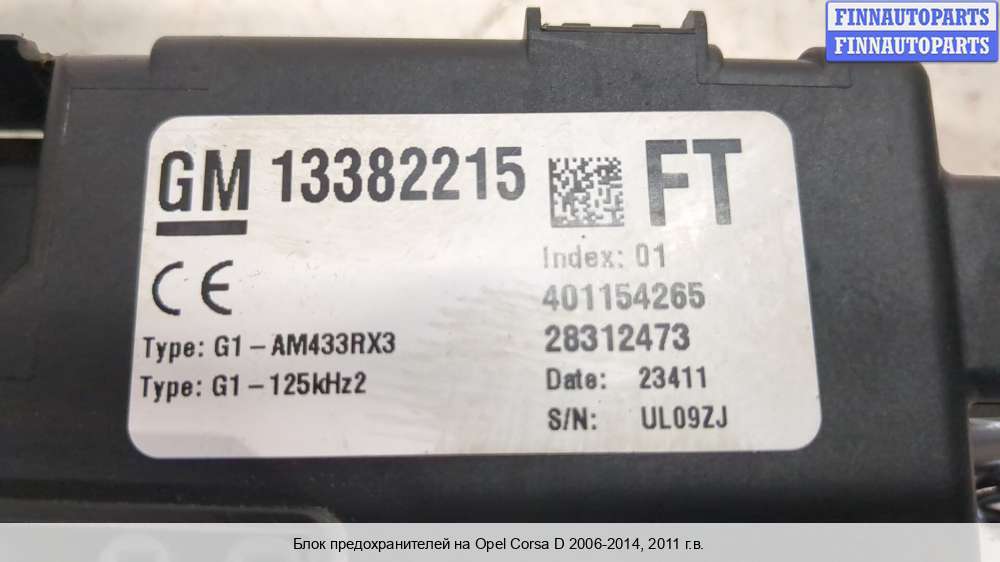 FINNAUTOPARTS
FINNAUTOPARTS
GM 13382215 FT
Index: 01
401154265
28312473
CE
Type: G1-AM433RX3
Type: G1-125kHz2
Date: 23411
S/N: UL09ZJ
Блок предохранителей на Opel Corsa D 2006-2014, 2011 г.в.